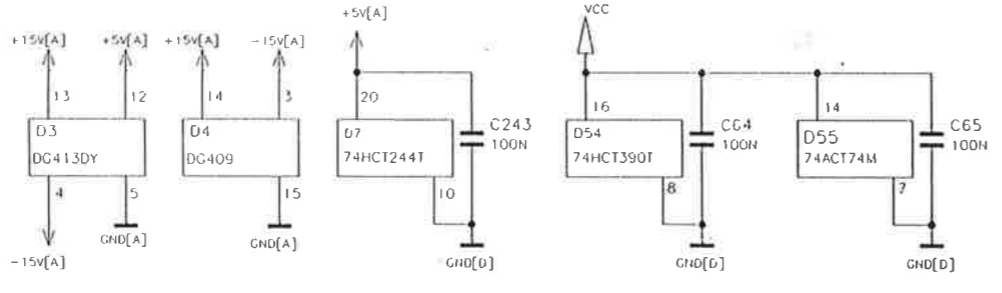 VCC
+5V[A]
+15V[A] +5V[A] +15V[A] -15V[A]
13 12 14 3 20 16 14
D3 D4 D7 C243 D54 C64 D55 C65
DG413DY DG409 74HCT244T 100N 74HCT390T 100N 74ACT74M 100N
4 5 15 10 8 7
GND[A] GND[A]
-15V[A] GND[D] GND[D] GND[D]